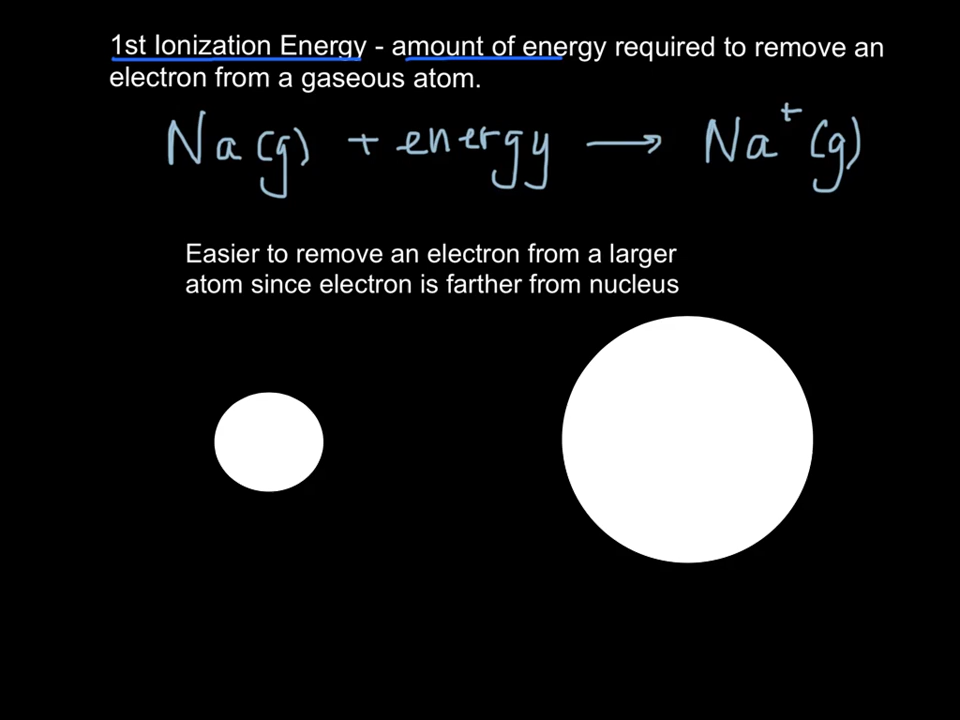 1st Ionization Energy - amount of energy required to remove an
electron from a gaseous atom.
Na (g) + energy → Na⁺ (g)
Easier to remove an electron from a larger
atom since electron is farther from nucleus